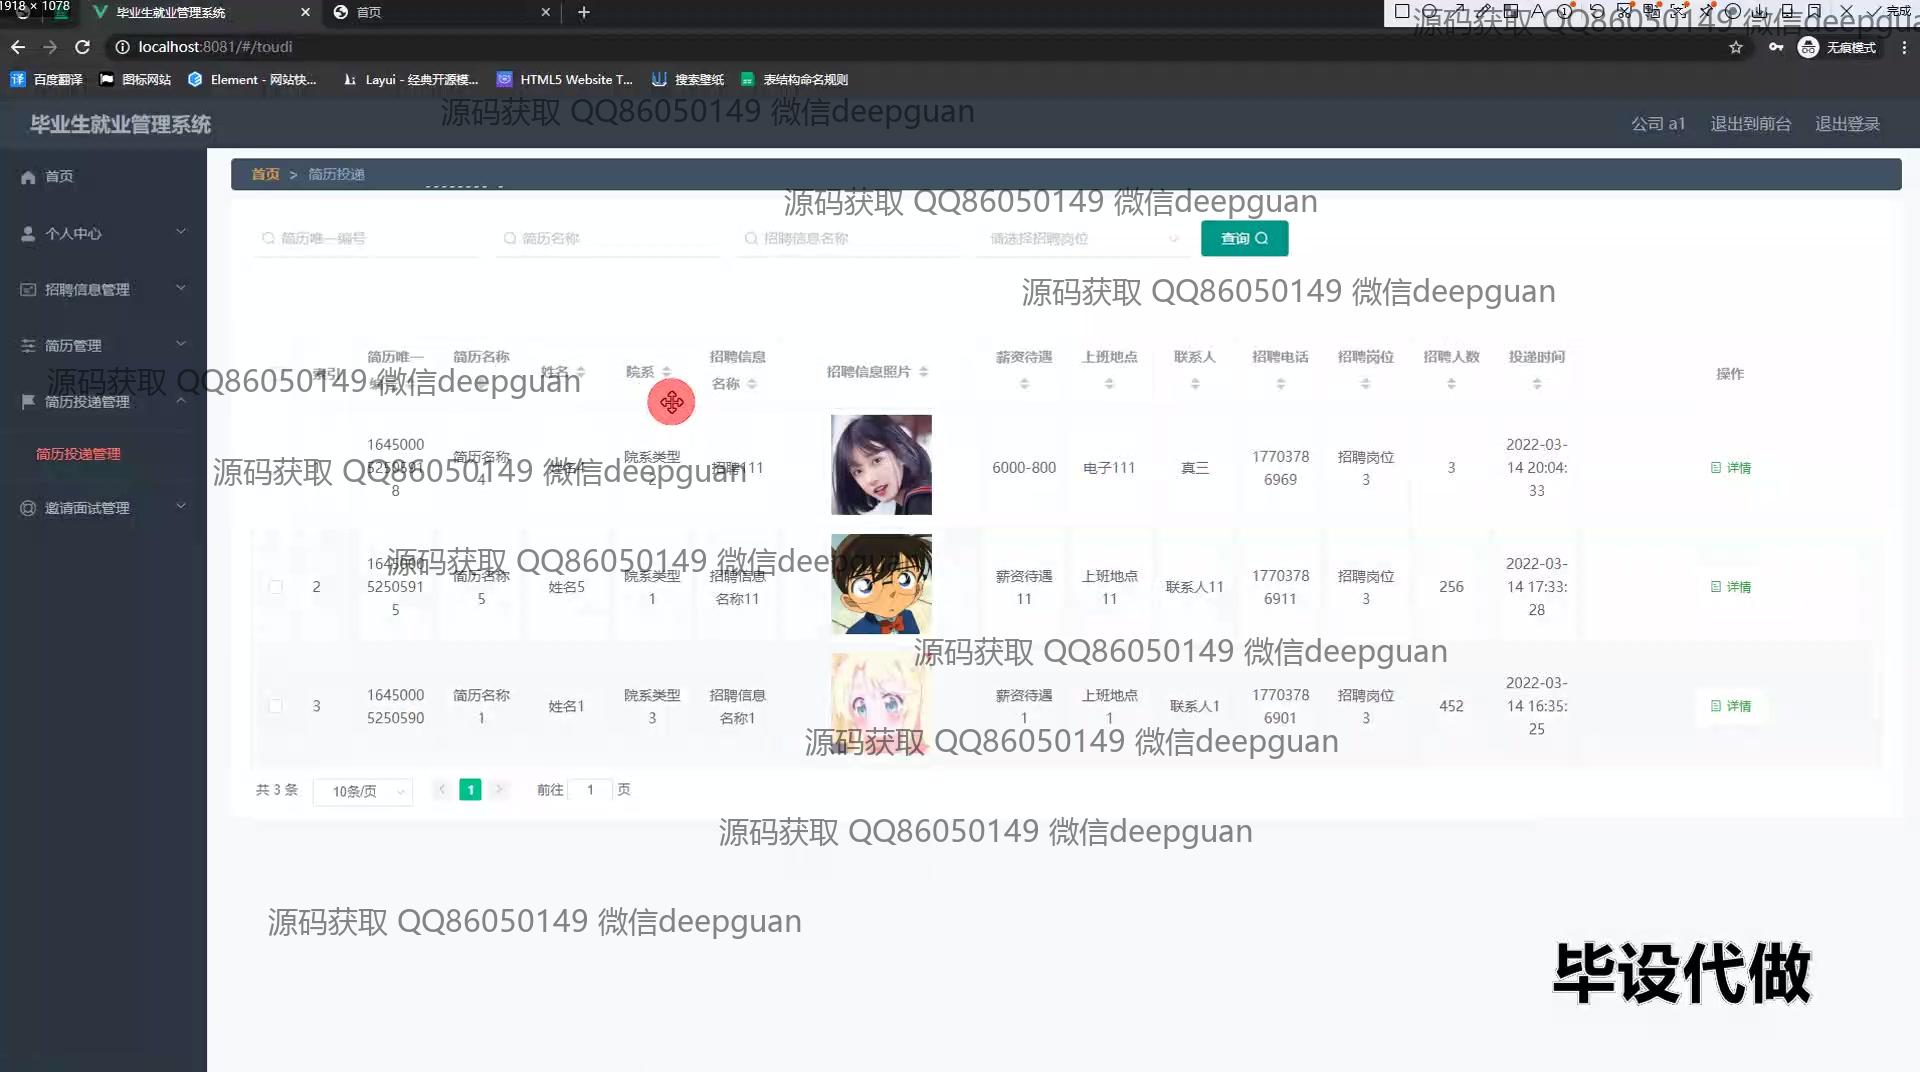 1918 × 1078
毕业生就业管理系统
首页
完成
源码获取 QQ86050149 微信deepgua
localhost:8081/#/toudi
无痕模式
百度翻译
图标网站
Element - 网站快...
Layui - 经典开源模...
HTML5 Website T...
搜索壁纸
表结构命名规则
源码获取 QQ86050149 微信deepguan
毕业生就业管理系统
公司 a1
退出到前台
退出登录
首页
个人中心
招聘信息管理
简历管理
简历投递管理
简历投递管理
邀请面试管理
首页 > 简历投递
源码获取 QQ86050149 微信deepguan
简历唯一编号
简历名称
招聘信息名称
请选择招聘岗位
查询
源码获取 QQ86050149 微信deepguan
索引
简历唯一
编号
简历名称
姓名
院系
招聘信息
名称
招聘信息照片
薪资待遇
上班地点
联系人
招聘电话
招聘岗位
招聘人数
投递时间
操作
源码获取 QQ86050149 微信deepguan
1645000
5250591
8
简历名称
4
姓名4
院系类型
2
招聘111
6000-800
电子111
真三
1770378
6969
招聘岗位
3
3
2022-03-
14 20:04:
33
详情
源码获取 QQ86050149 微信deepguan
2
1645000
5250591
5
简历名称
5
姓名5
院系类型
1
招聘信息
名称11
薪资待遇
11
上班地点
11
联系人11
1770378
6911
招聘岗位
3
256
2022-03-
14 17:33:
28
详情
源码获取 QQ86050149 微信deepguan
源码获取 QQ86050149 微信deepguan
3
1645000
5250590
简历名称
1
姓名1
院系类型
3
招聘信息
名称1
薪资待遇
1
上班地点
1
联系人1
1770378
6901
招聘岗位
3
452
2022-03-
14 16:35:
25
详情
源码获取 QQ86050149 微信deepguan
共 3 条
10条/页
1
前往 1 页
源码获取 QQ86050149 微信deepguan
源码获取 QQ86050149 微信deepguan
毕设代做